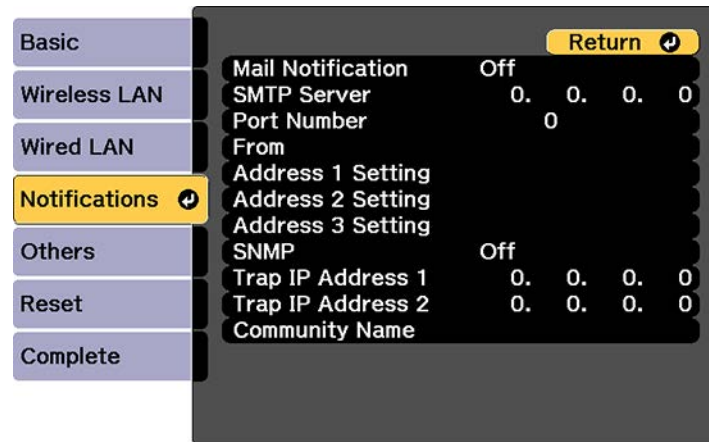 Basic
Wireless LAN
Wired LAN
Notifications
Others
Reset
Complete
Return
Mail Notification Off
SMTP Server 0. 0. 0. 0
Port Number 0
From
Address 1 Setting
Address 2 Setting
Address 3 Setting
SNMP Off
Trap IP Address 1 0. 0. 0. 0
Trap IP Address 2 0. 0. 0. 0
Community Name